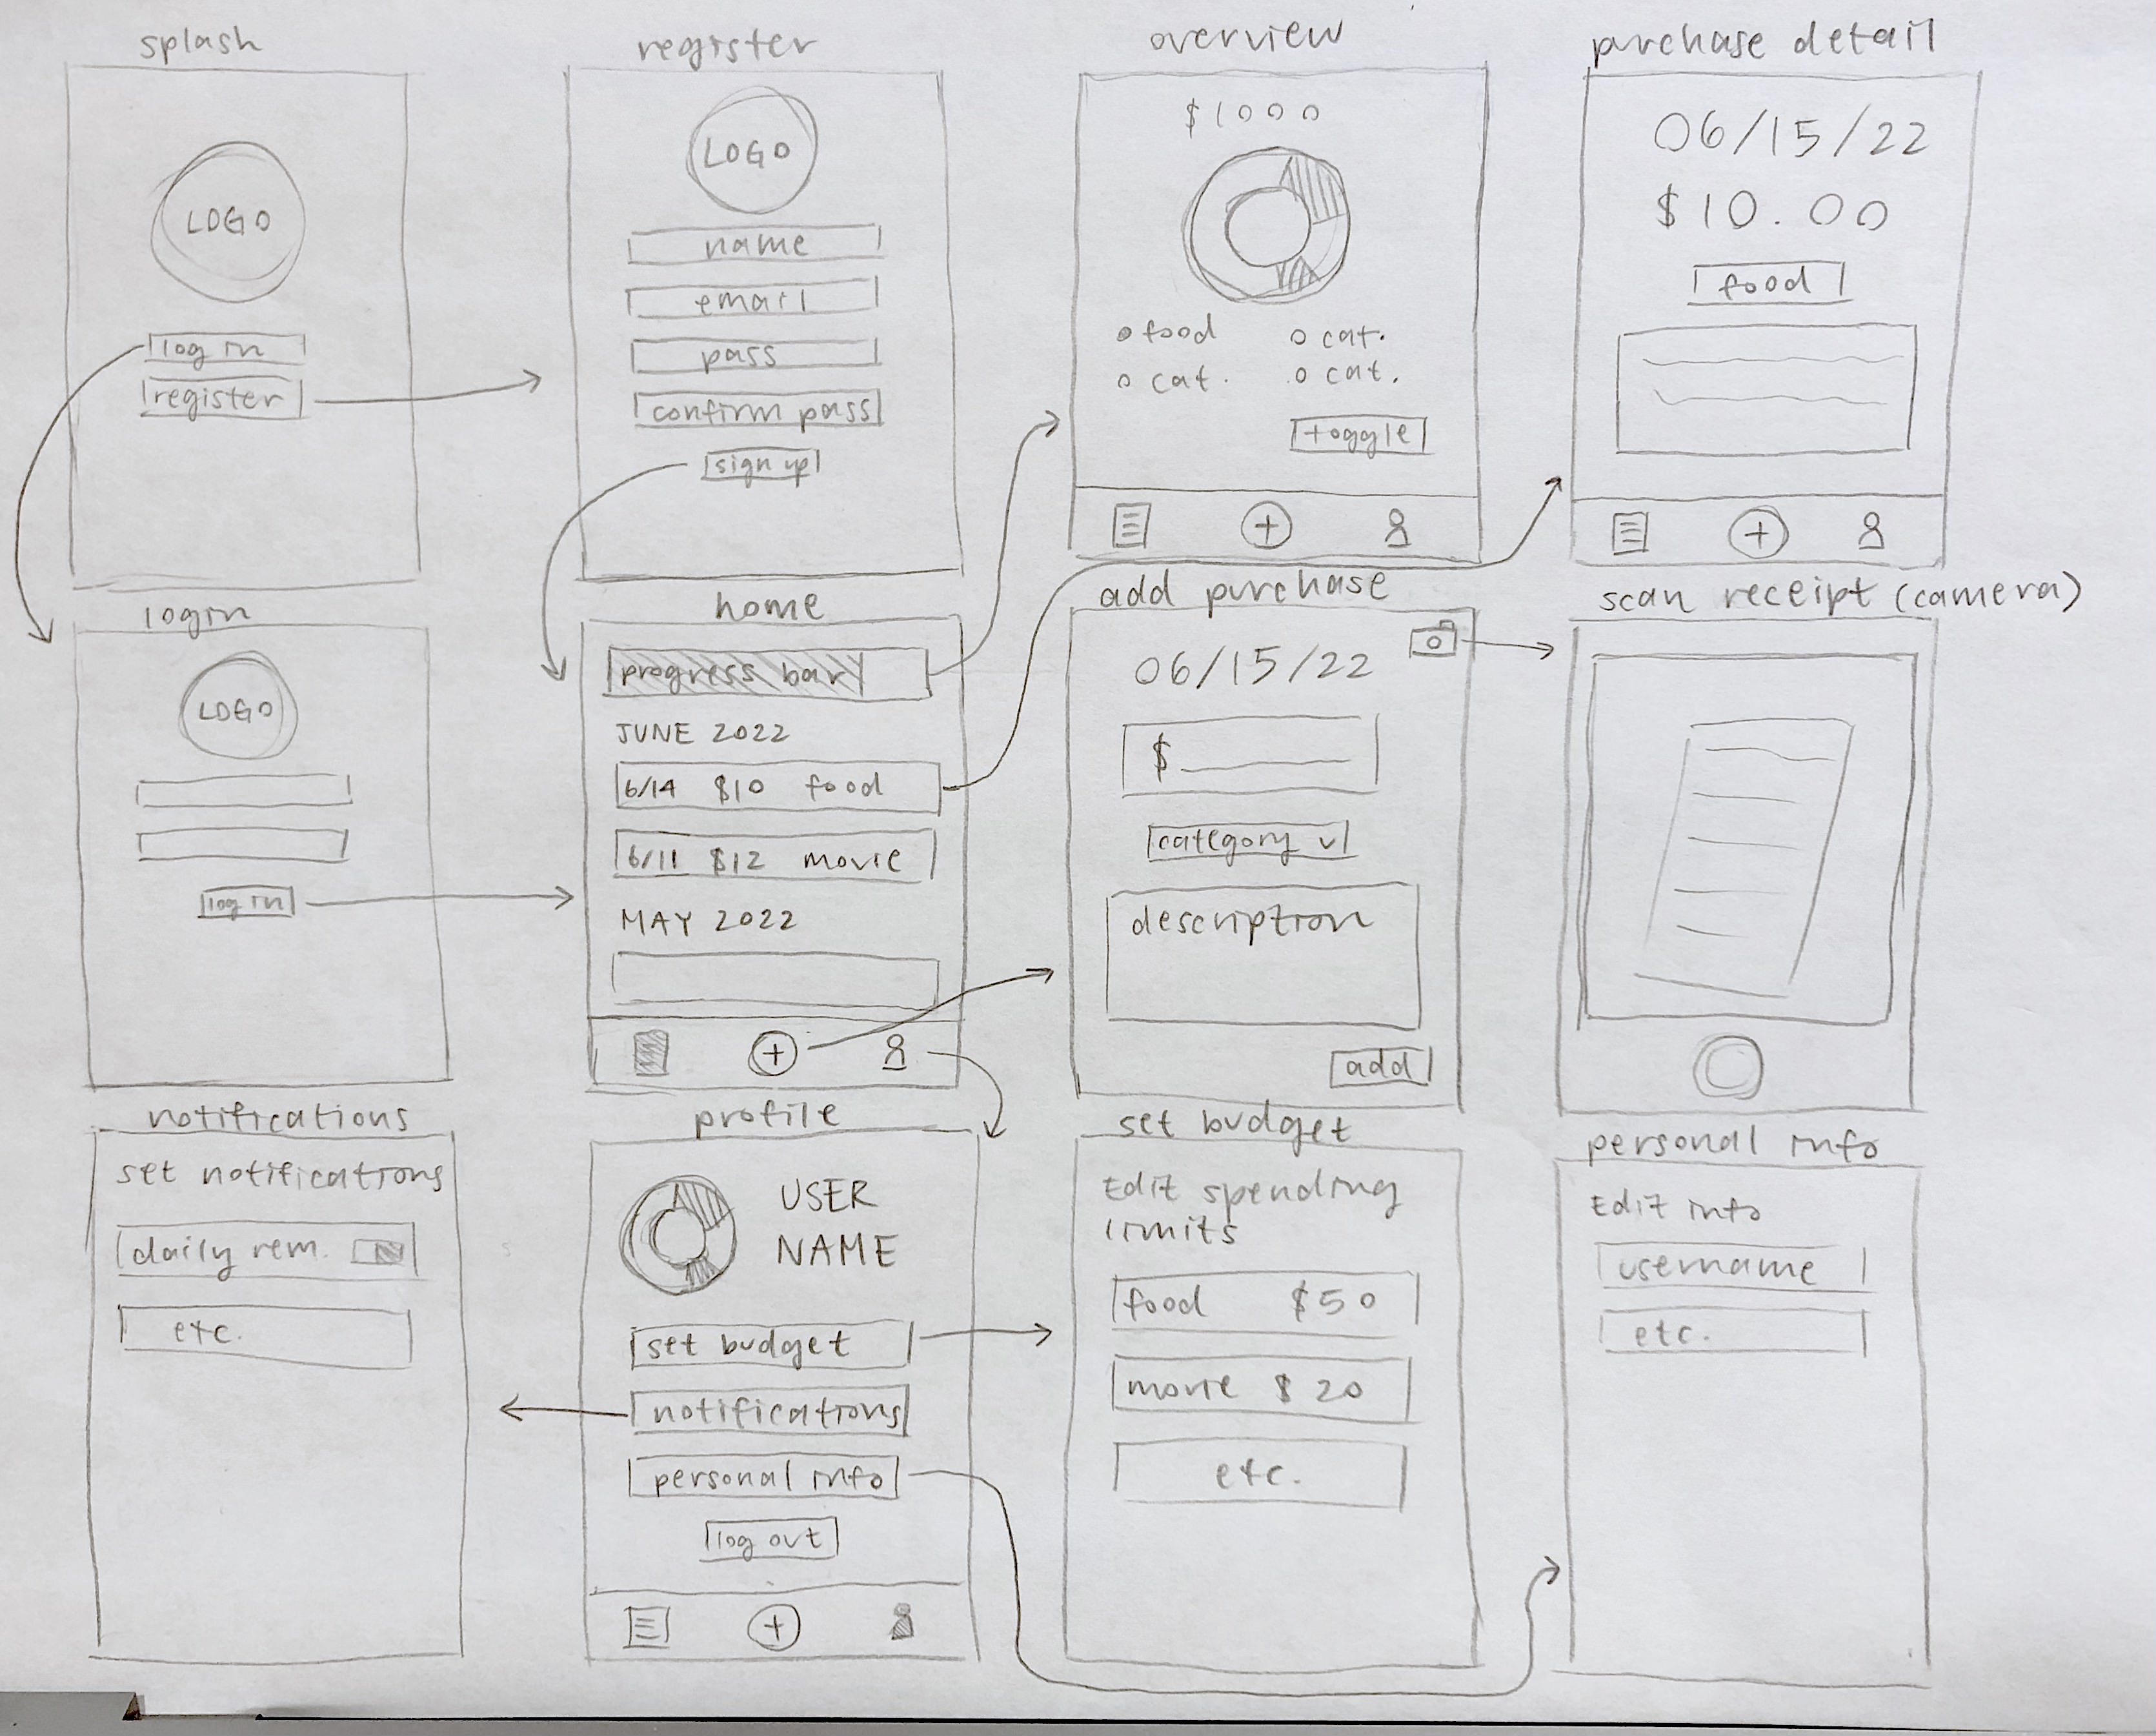 splash
LOGO
log in
register
register
LOGO
name
email
pass
confirm pass
sign up
overview
$1000
food
cat.
cat.
cat.
toggle
purchase detail
06/15/22
$10.00
food
login
LOGO
log in
home
progress bar
JUNE 2022
6/14 $10 food
6/11 $12 movie
MAY 2022
add purchase
06/15/22
$
category
description
add
scan receipt (camera)
notifications
set notifications
daily rem.
etc.
profile
USER
NAME
set budget
notifications
personal info
log out
set budget
Edit spending
limits
food $50
movie $20
etc.
personal info
Edit info
username
etc.